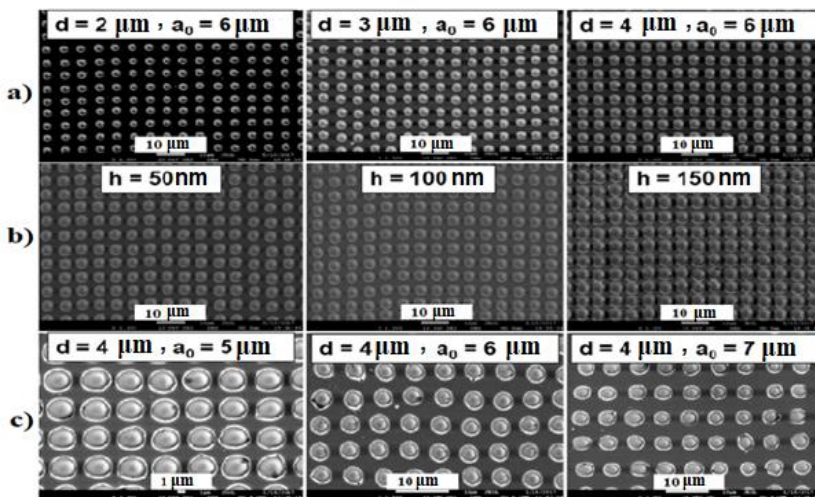 d = 2 μm , a₀ = 6 μm
d = 3 μm , a₀ = 6 μm
d = 4 μm , a₀ = 6 μm
a)
10 μm
10 μm
10 μm
h = 50 nm
h = 100 nm
h = 150 nm
b)
10 μm
10 μm
10 μm
d = 4 μm , a₀ = 5 μm
d = 4 μm , a₀ = 6 μm
d = 4 μm , a₀ = 7 μm
c)
1 μm
10 μm
10 μm